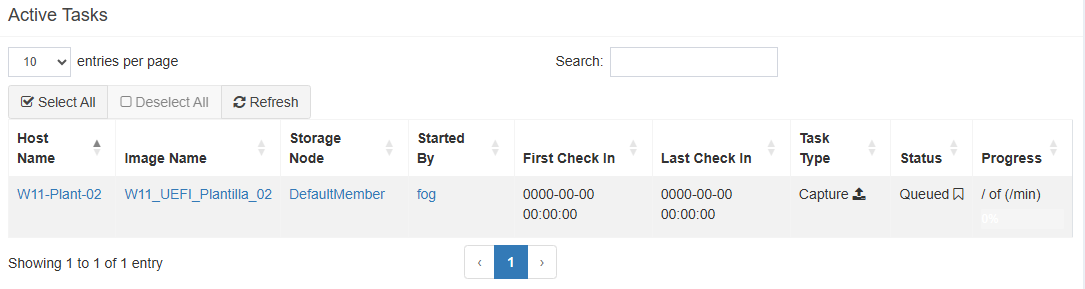 Active Tasks
10 entries per page Search:
Select All Deselect All Refresh
Host Name Image Name Storage Node Started By First Check In Last Check In Task Type Status Progress
W11-Plant-02 W11_UEFI_Plantilla_02 DefaultMember fog 0000-00-00 00:00:00 0000-00-00 00:00:00 Capture Queued / of (/min)
0%
Showing 1 to 1 of 1 entry ‹ 1 ›